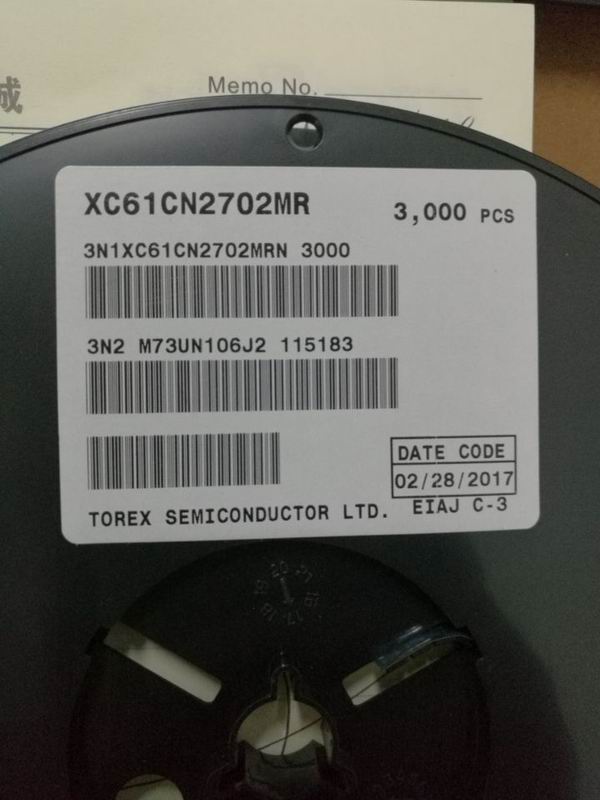 成
Memo No.
XC61CN2702MR
3,000 PCS
3N1XC61CN2702MRN 3000
3N2 M73UN106J2 115183
DATE CODE
02/28/2017
TOREX SEMICONDUCTOR LTD.
EIAJ C-3